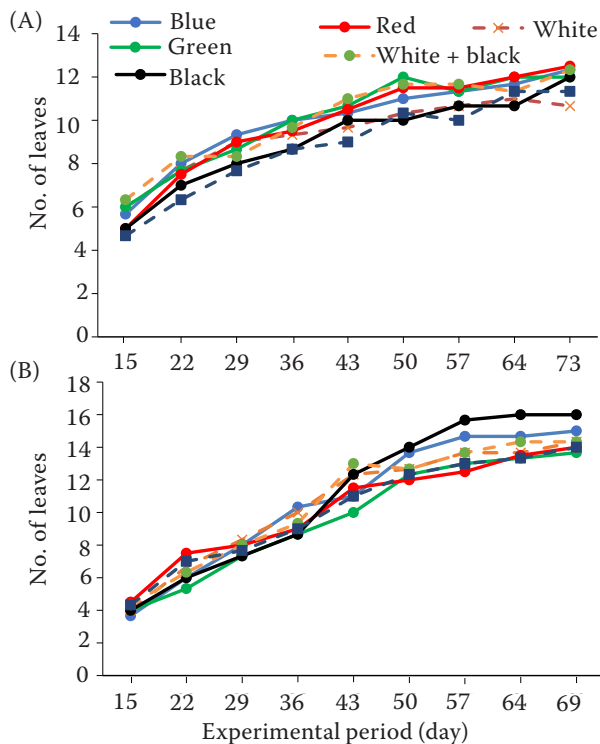 (A)
Blue Red White
Green White + black
Black
No. of leaves
14
12
10
8
6
4
2
0
15 22 29 36 43 50 57 64 73
(B)
No. of leaves
18
16
14
12
10
8
6
4
2
0
15 22 29 36 43 50 57 64 69
Experimental period (day)